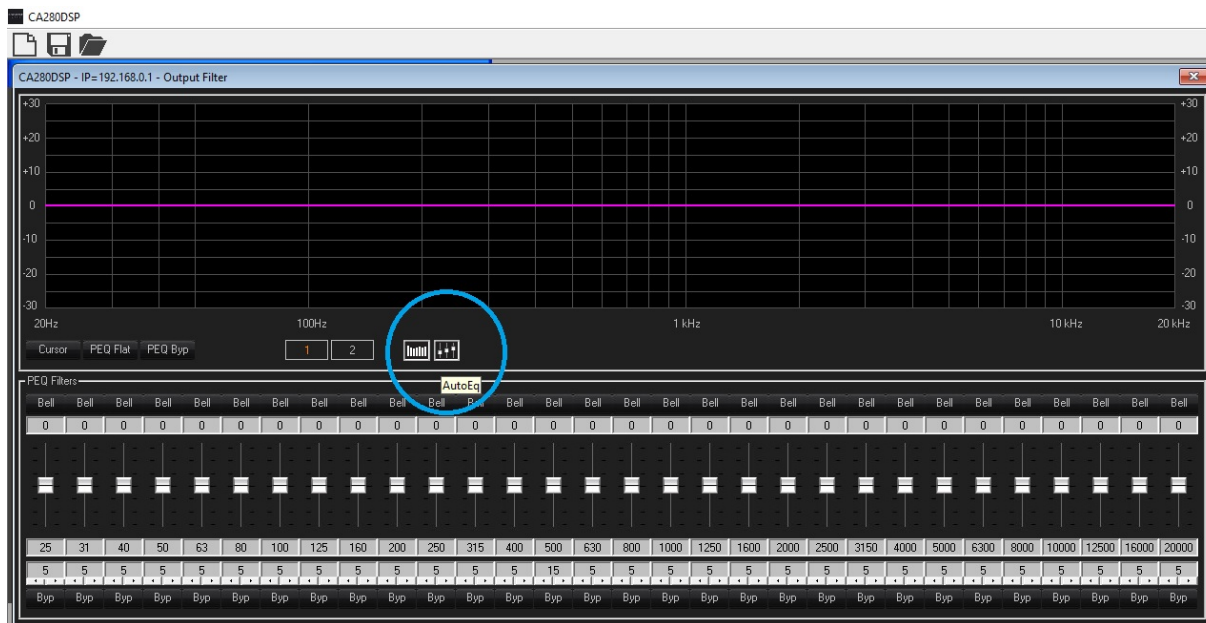 CA280DSP
CA280DSP - IP=192.168.0.1 - Output Filter
+30 +30
+20 +20
+10 +10
0 0
-10 -10
-20 -20
-30 -30
20Hz 100Hz 1 kHz 10 kHz 20 kHz
Cursor PEQ Flat PEQ Byp 1 2
AutoEq
PEQ Filters
Bell Bell Bell Bell Bell Bell Bell Bell Bell Bell Bell Bell Bell Bell Bell Bell Bell Bell Bell Bell Bell Bell Bell Bell Bell Bell Bell Bell Bell Bell
0 0 0 0 0 0 0 0 0 0 0 0 0 0 0 0 0 0 0 0 0 0 0 0 0 0 0 0 0 0
25 31 40 50 63 80 100 125 160 200 250 315 400 500 630 800 1000 1250 1600 2000 2500 3150 4000 5000 6300 8000 10000 12500 16000 20000
5 5 5 5 5 5 5 5 5 5 5 5 5 15 5 5 5 5 5 5 5 5 5 5 5 5 5 5 5 5
Byp Byp Byp Byp Byp Byp Byp Byp Byp Byp Byp Byp Byp Byp Byp Byp Byp Byp Byp Byp Byp Byp Byp Byp Byp Byp Byp Byp Byp Byp